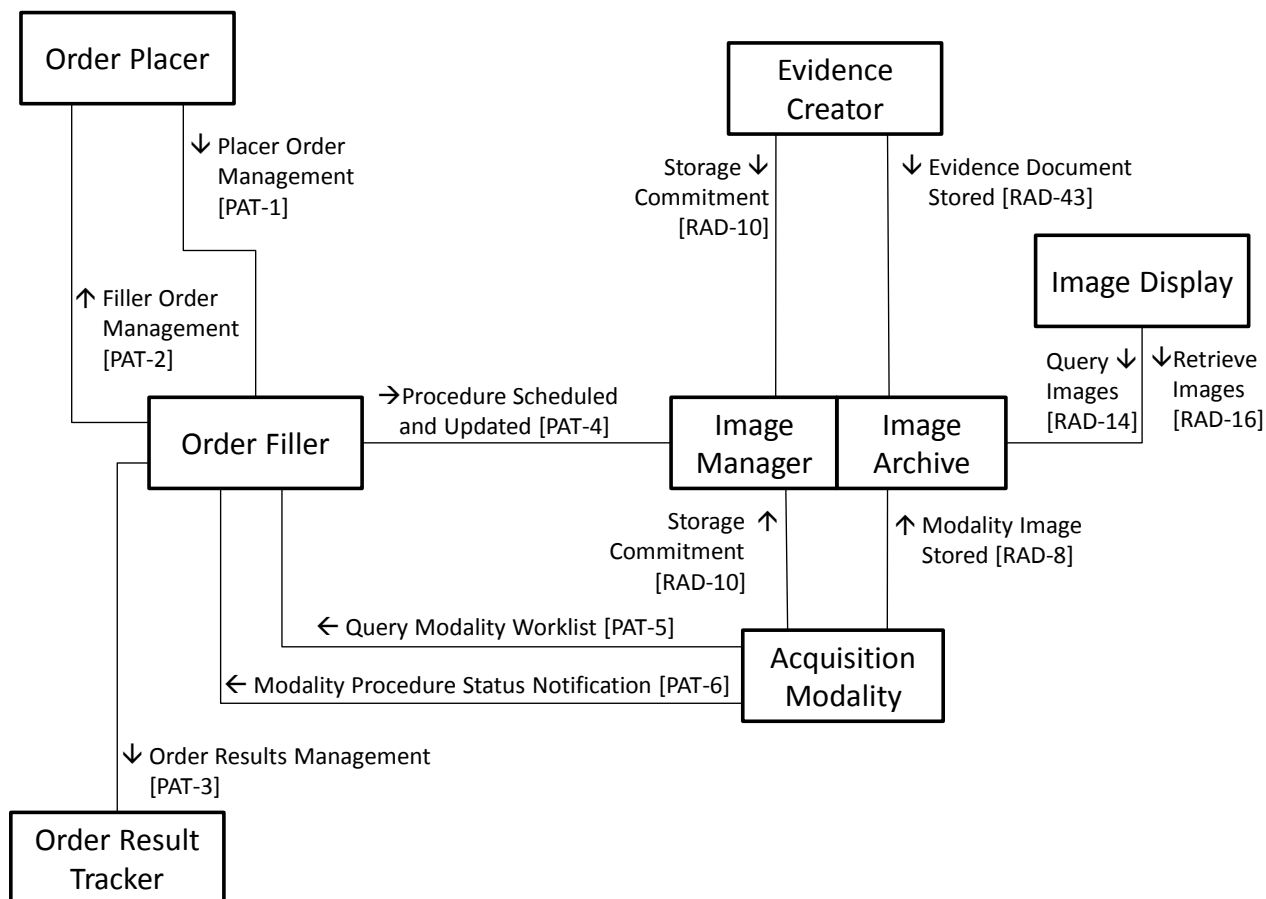 Order Placer
Evidence
Creator
↓ Placer Order
Management
[PAT-1]
Storage ↓
Commitment
[RAD-10]
↓ Evidence Document
Stored [RAD-43]
Image Display
↑ Filler Order
Management
[PAT-2]
Query ↓
Images
[RAD-14]
↓Retrieve
Images
[RAD-16]
→Procedure Scheduled
and Updated [PAT-4]
Order Filler
Image
Manager
Image
Archive
Storage ↑
Commitment
[RAD-10]
↑ Modality Image
Stored [RAD-8]
← Query Modality Worklist [PAT-5]
← Modality Procedure Status Notification [PAT-6]
Acquisition
Modality
↓ Order Results Management
[PAT-3]
Order Result
Tracker